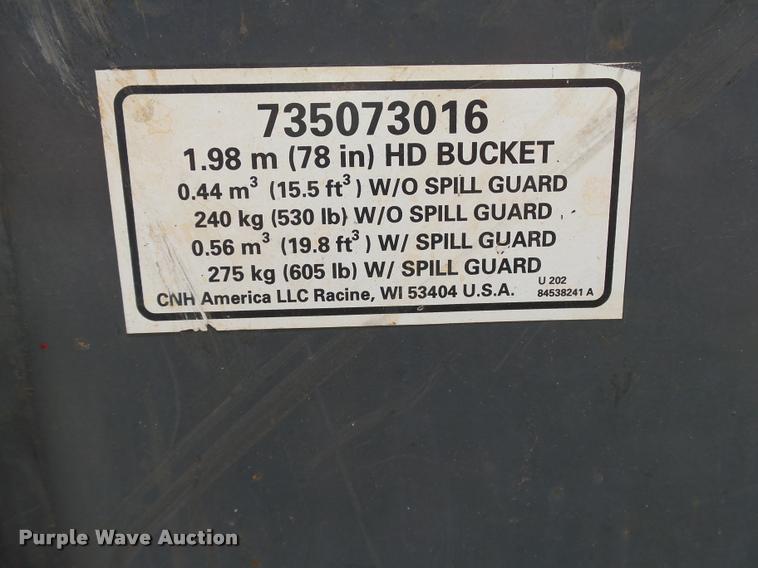 735073016
1.98 m (78 in) HD BUCKET
0.44 m³ (15.5 ft³) W/O SPILL GUARD
240 kg (530 lb) W/O SPILL GUARD
0.56 m³ (19.8 ft³) W/ SPILL GUARD
275 kg (605 lb) W/ SPILL GUARD
U 202
CNH America LLC Racine, WI 53404 U.S.A. 84538241 A
Purple Wave Auction